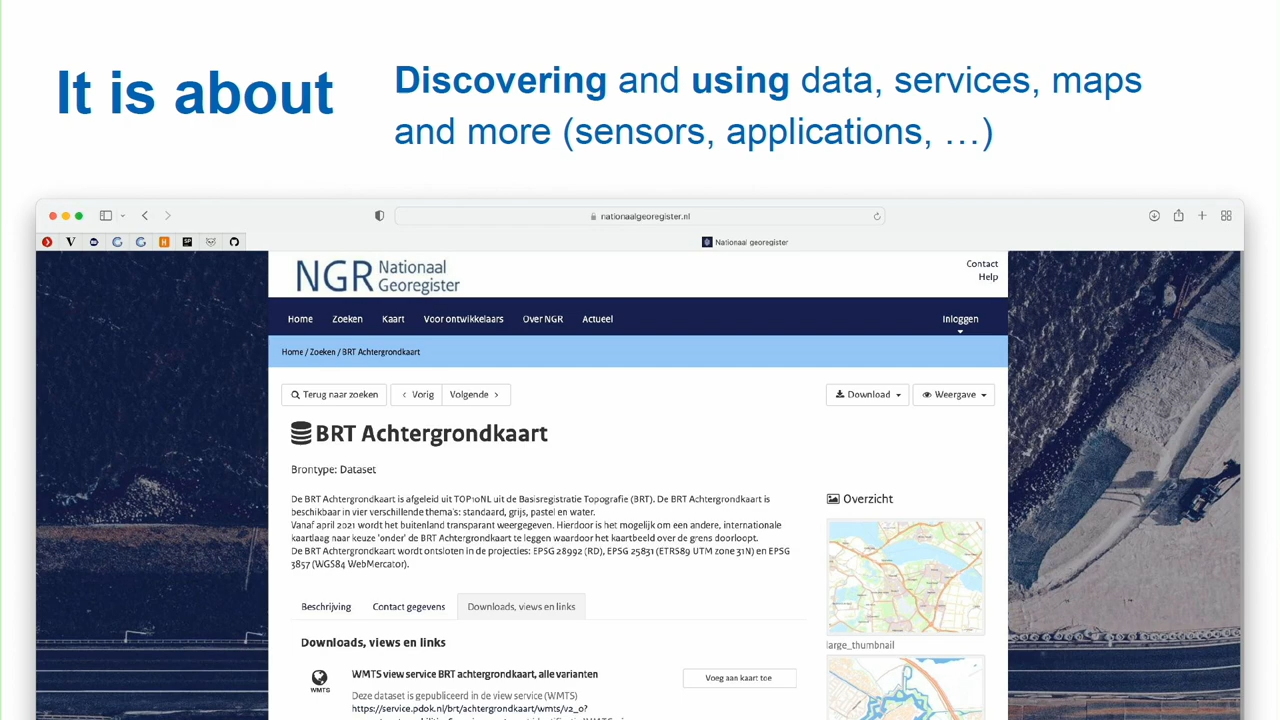 It is about
Discovering and using data, services, maps
and more (sensors, applications, …)
nationaalgeoregister.nl
Nationaal georegister
NGR Nationaal
Georegister
Contact
Help
Home Zoeken Kaart Voor ontwikkelaars Over NGR Actueel Inloggen
Home / Zoeken / BRT Achtergrondkaart
Terug naar zoeken Vorig Volgende Download Weergave
BRT Achtergrondkaart
Brontype: Dataset
De BRT Achtergrondkaart is afgeleid uit TOP10NL uit de Basisregistratie Topografie (BRT). De BRT Achtergrondkaart is
beschikbaar in vier verschillende thema's: standaard, grijs, pastel en water.
Vanaf april 2021 wordt het buitenland transparant weergegeven. Hierdoor is het mogelijk om een andere, internationale
kaartlaag naar keuze 'onder' de BRT Achtergrondkaart te leggen waardoor het kaartbeeld over de grens doorloopt.
De BRT Achtergrondkaart wordt ontsloten in de projecties: EPSG 28992 (RD), EPSG 25831 (ETRS89 UTM zone 31N) en EPSG
3857 (WGS84 WebMercator).
Overzicht
large_thumbnail
Beschrijving Contact gegevens Downloads, views en links
Downloads, views en links
WMTS
WMTS view service BRT achtergrondkaart, alle varianten
Voeg aan kaart toe
Deze dataset is gepubliceerd in de view service (WMTS)
https://service.pdok.nl/brt/achtergrondkaart/wmts/v2_0?